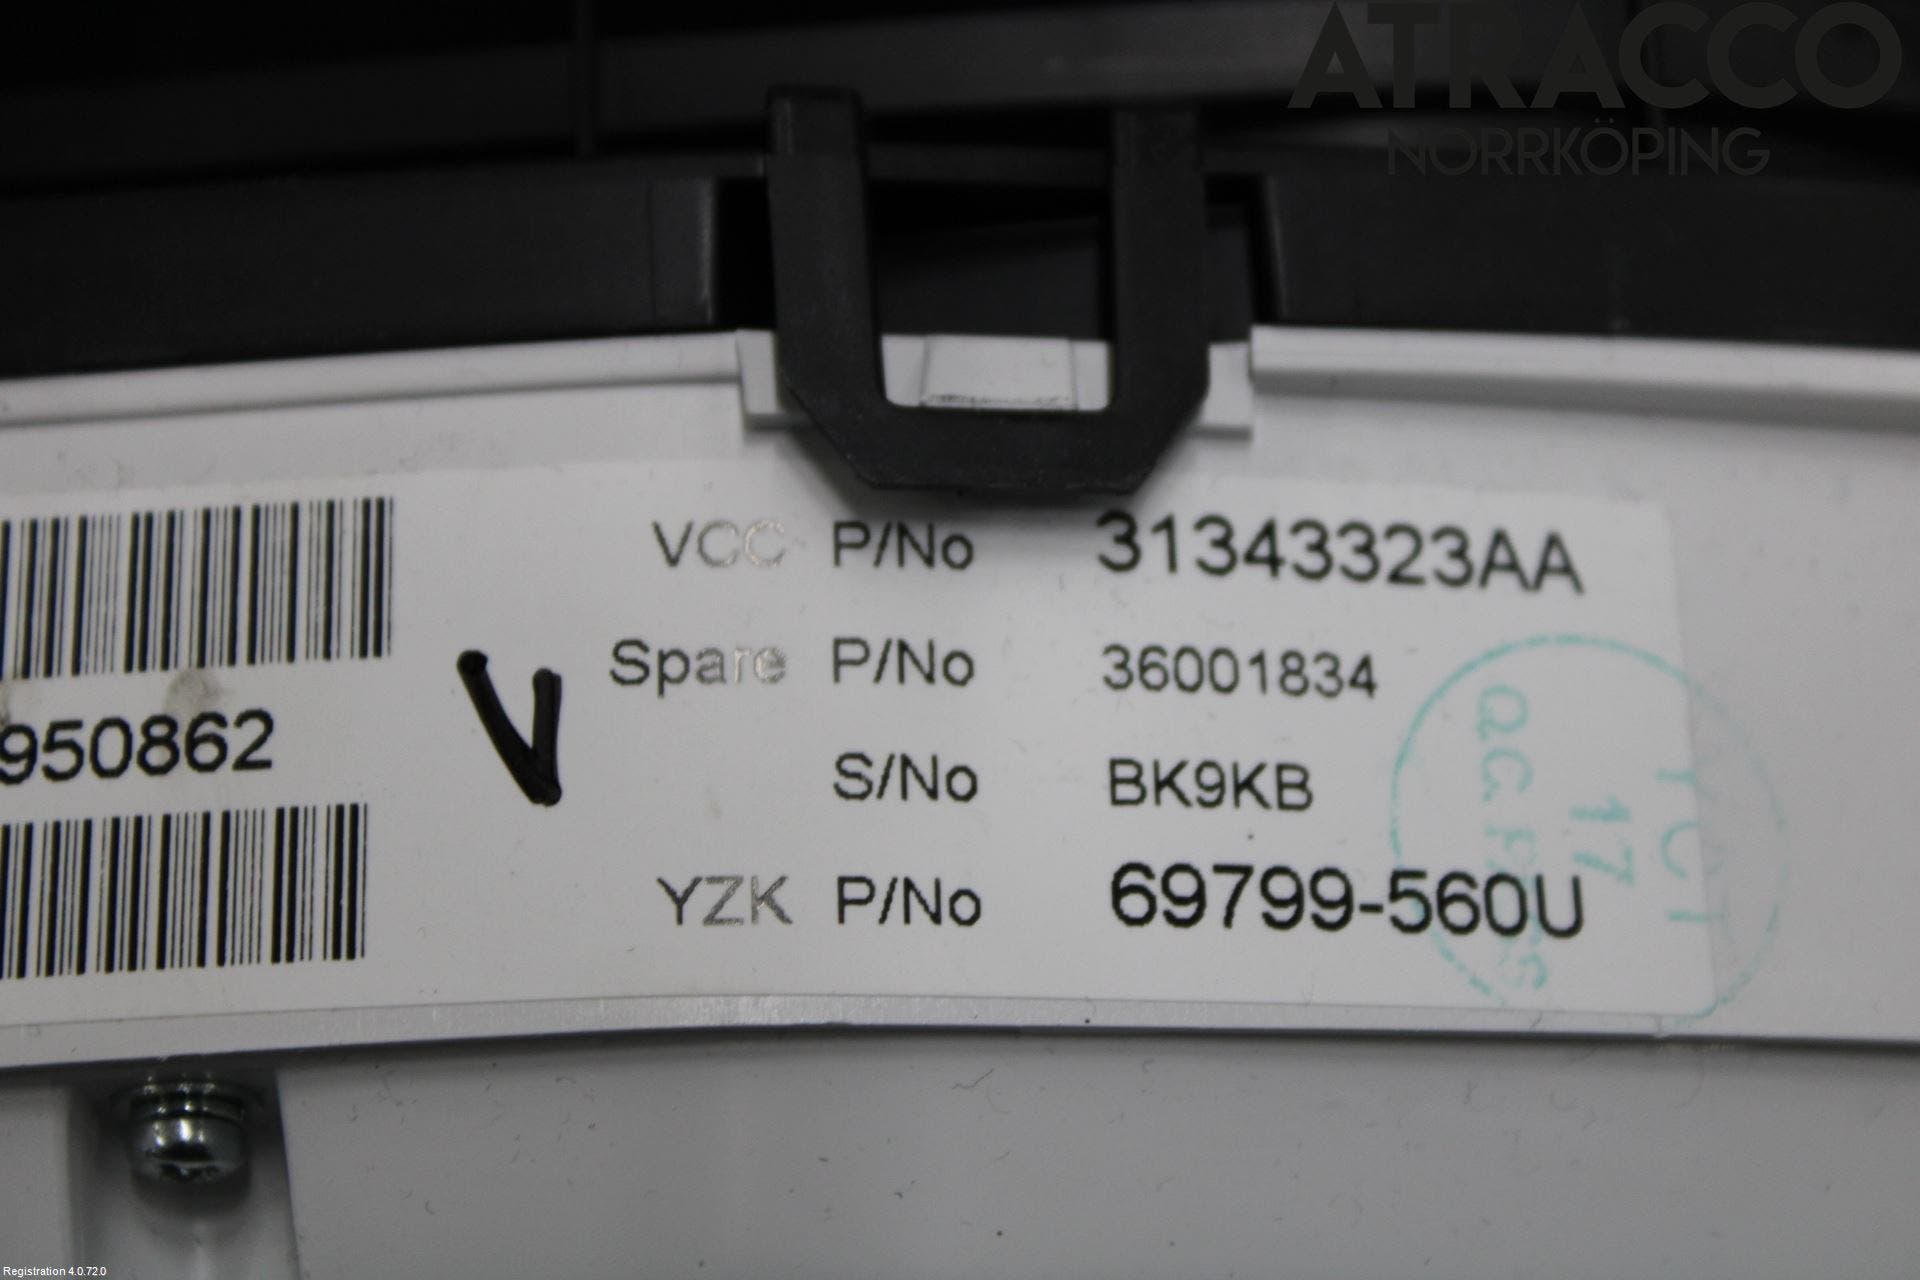 ATRACCO
NORRKÖPING
VCC P/No 31343323AA
Spare P/No 36001834
950862
S/No BK9KB
YZK P/No 69799-560U
V
17
Registration 4.0.72.0